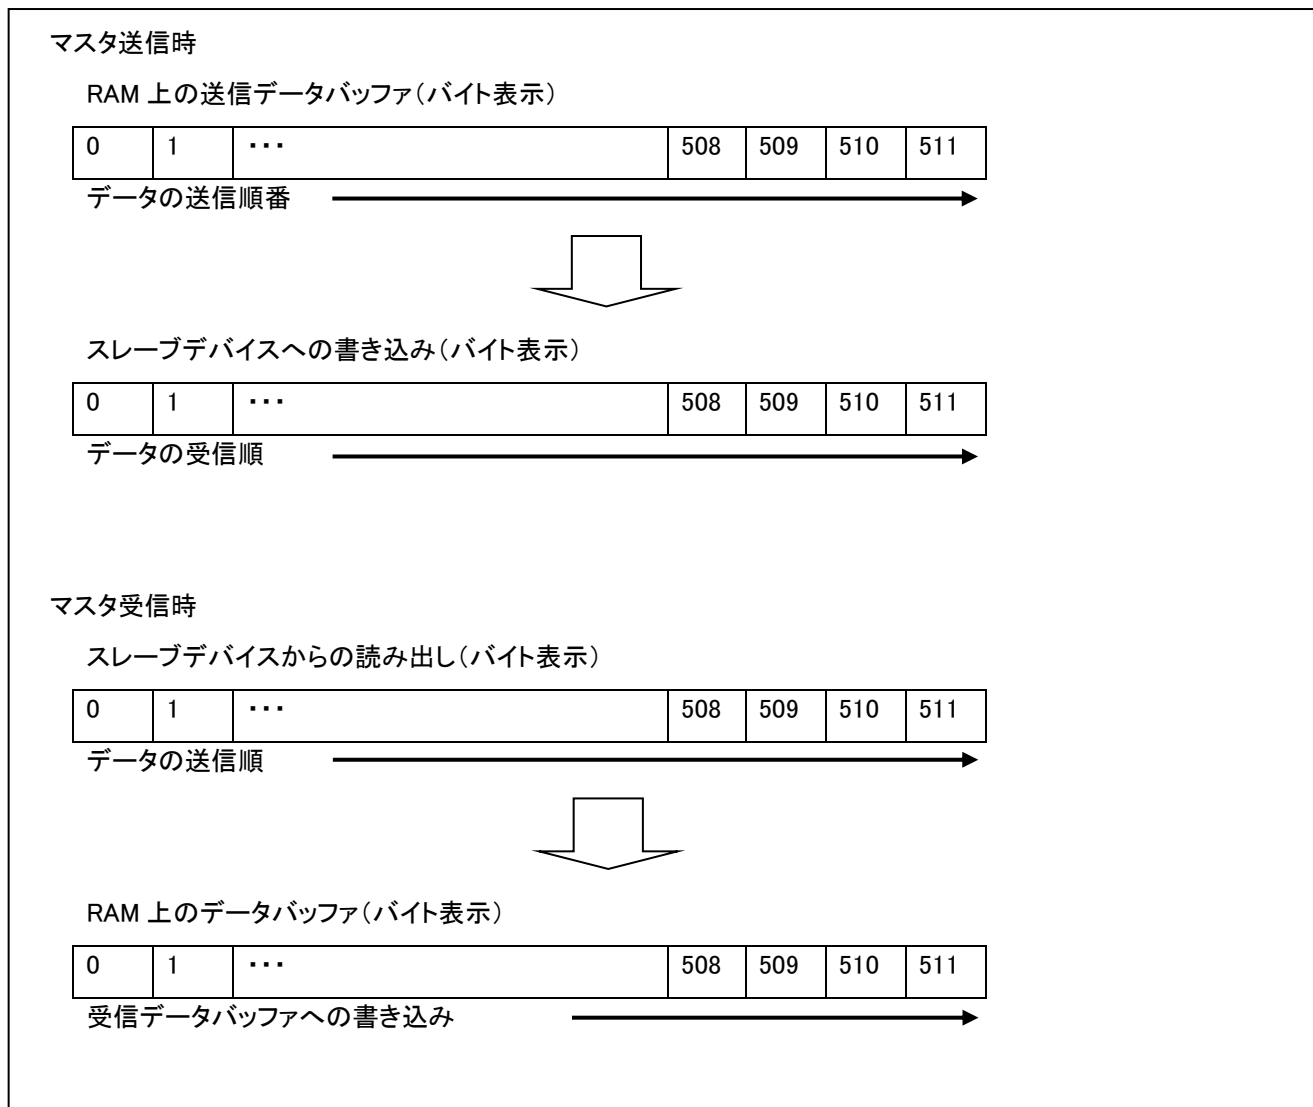 マスタ送信時
RAM 上の送信データバッファ（バイト表示）
0 1 ・・・ 508 509 510 511
データの送信順番
スレーブデバイスへの書き込み（バイト表示）
0 1 ・・・ 508 509 510 511
データの受信順
マスタ受信時
スレーブデバイスからの読み出し（バイト表示）
0 1 ・・・ 508 509 510 511
データの送信順
RAM 上のデータバッファ（バイト表示）
0 1 ・・・ 508 509 510 511
受信データバッファへの書き込み